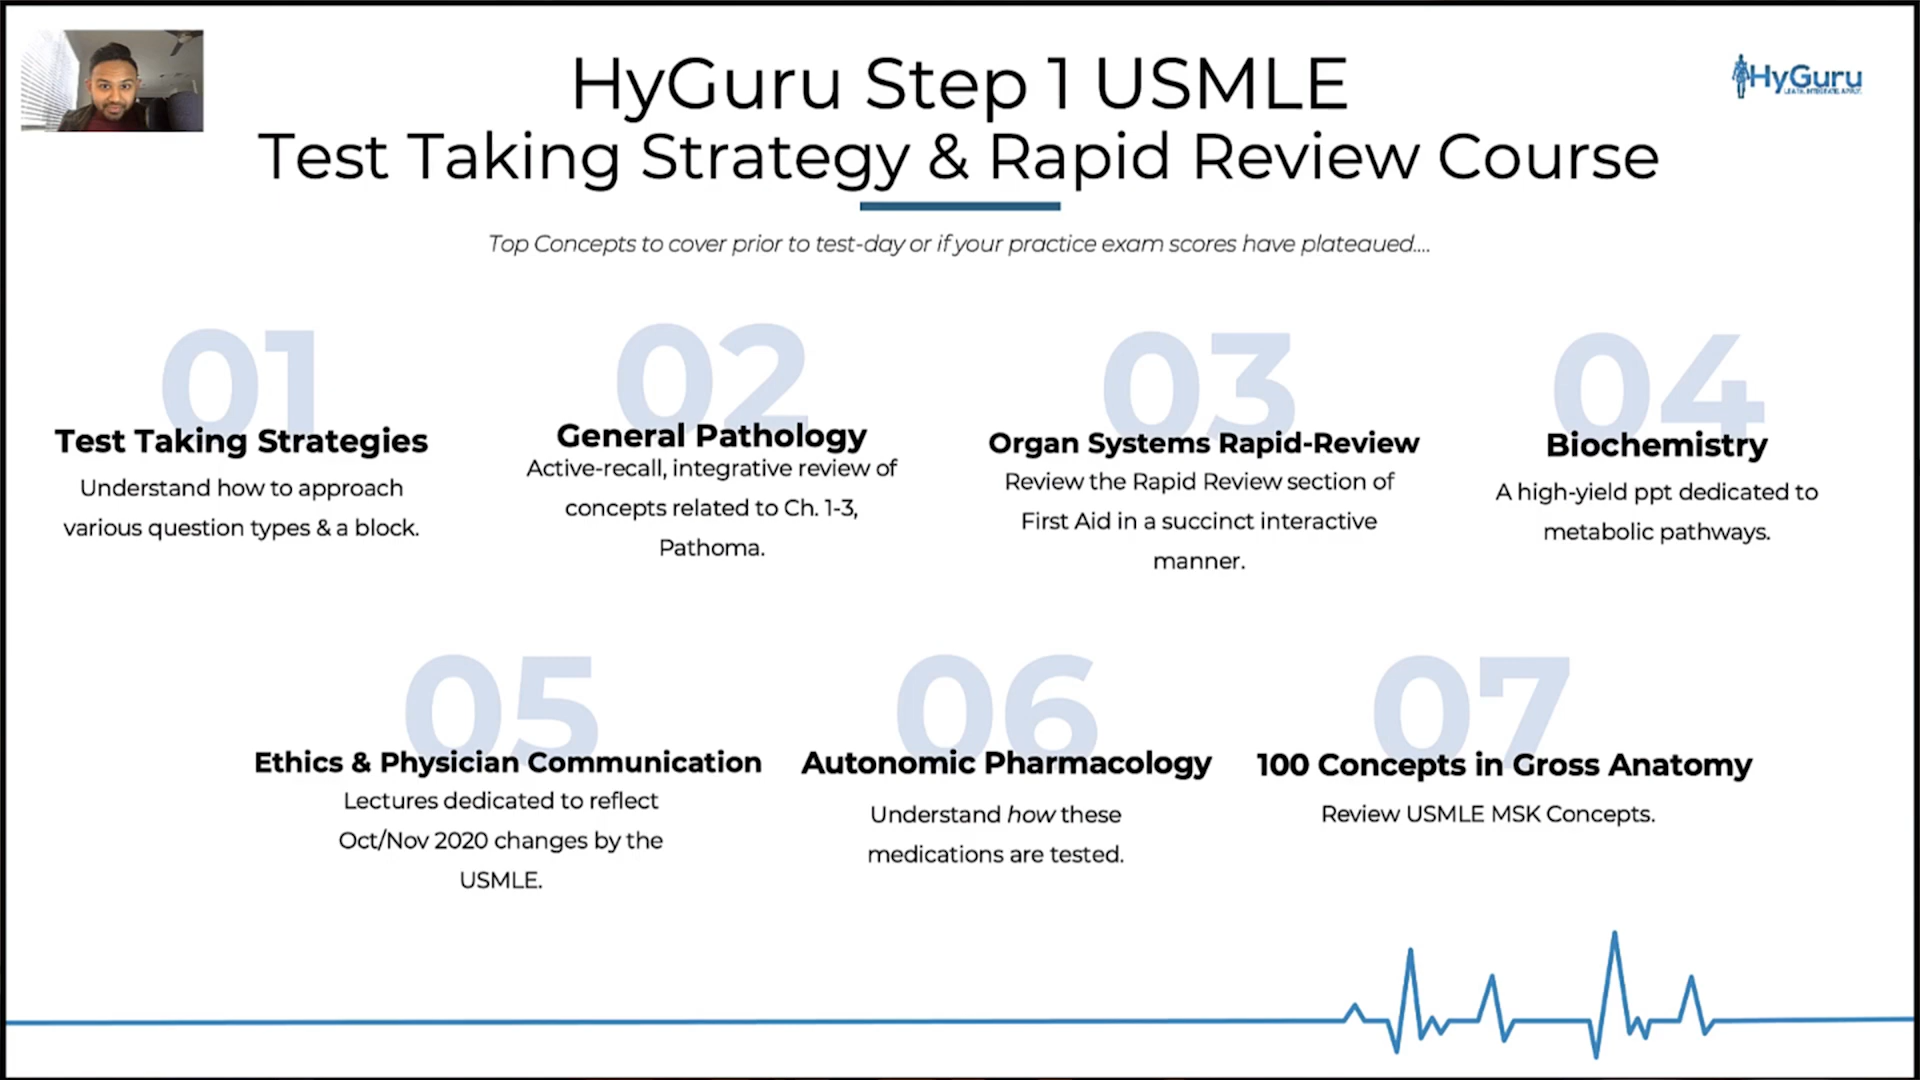 HyGuru Step 1 USMLE
Test Taking Strategy & Rapid Review Course
HyGuru
LEARN. INTEGRATE. APPLY.
Top Concepts to cover prior to test-day or if your practice exam scores have plateaued....
01
Test Taking Strategies
Understand how to approach
various question types & a block.
02
General Pathology
Active-recall, integrative review of
concepts related to Ch. 1-3,
Pathoma.
03
Organ Systems Rapid-Review
Review the Rapid Review section of
First Aid in a succinct interactive
manner.
04
Biochemistry
A high-yield ppt dedicated to
metabolic pathways.
05
Ethics & Physician Communication
Lectures dedicated to reflect
Oct/Nov 2020 changes by the
USMLE.
06
Autonomic Pharmacology
Understand how these
medications are tested.
07
100 Concepts in Gross Anatomy
Review USMLE MSK Concepts.